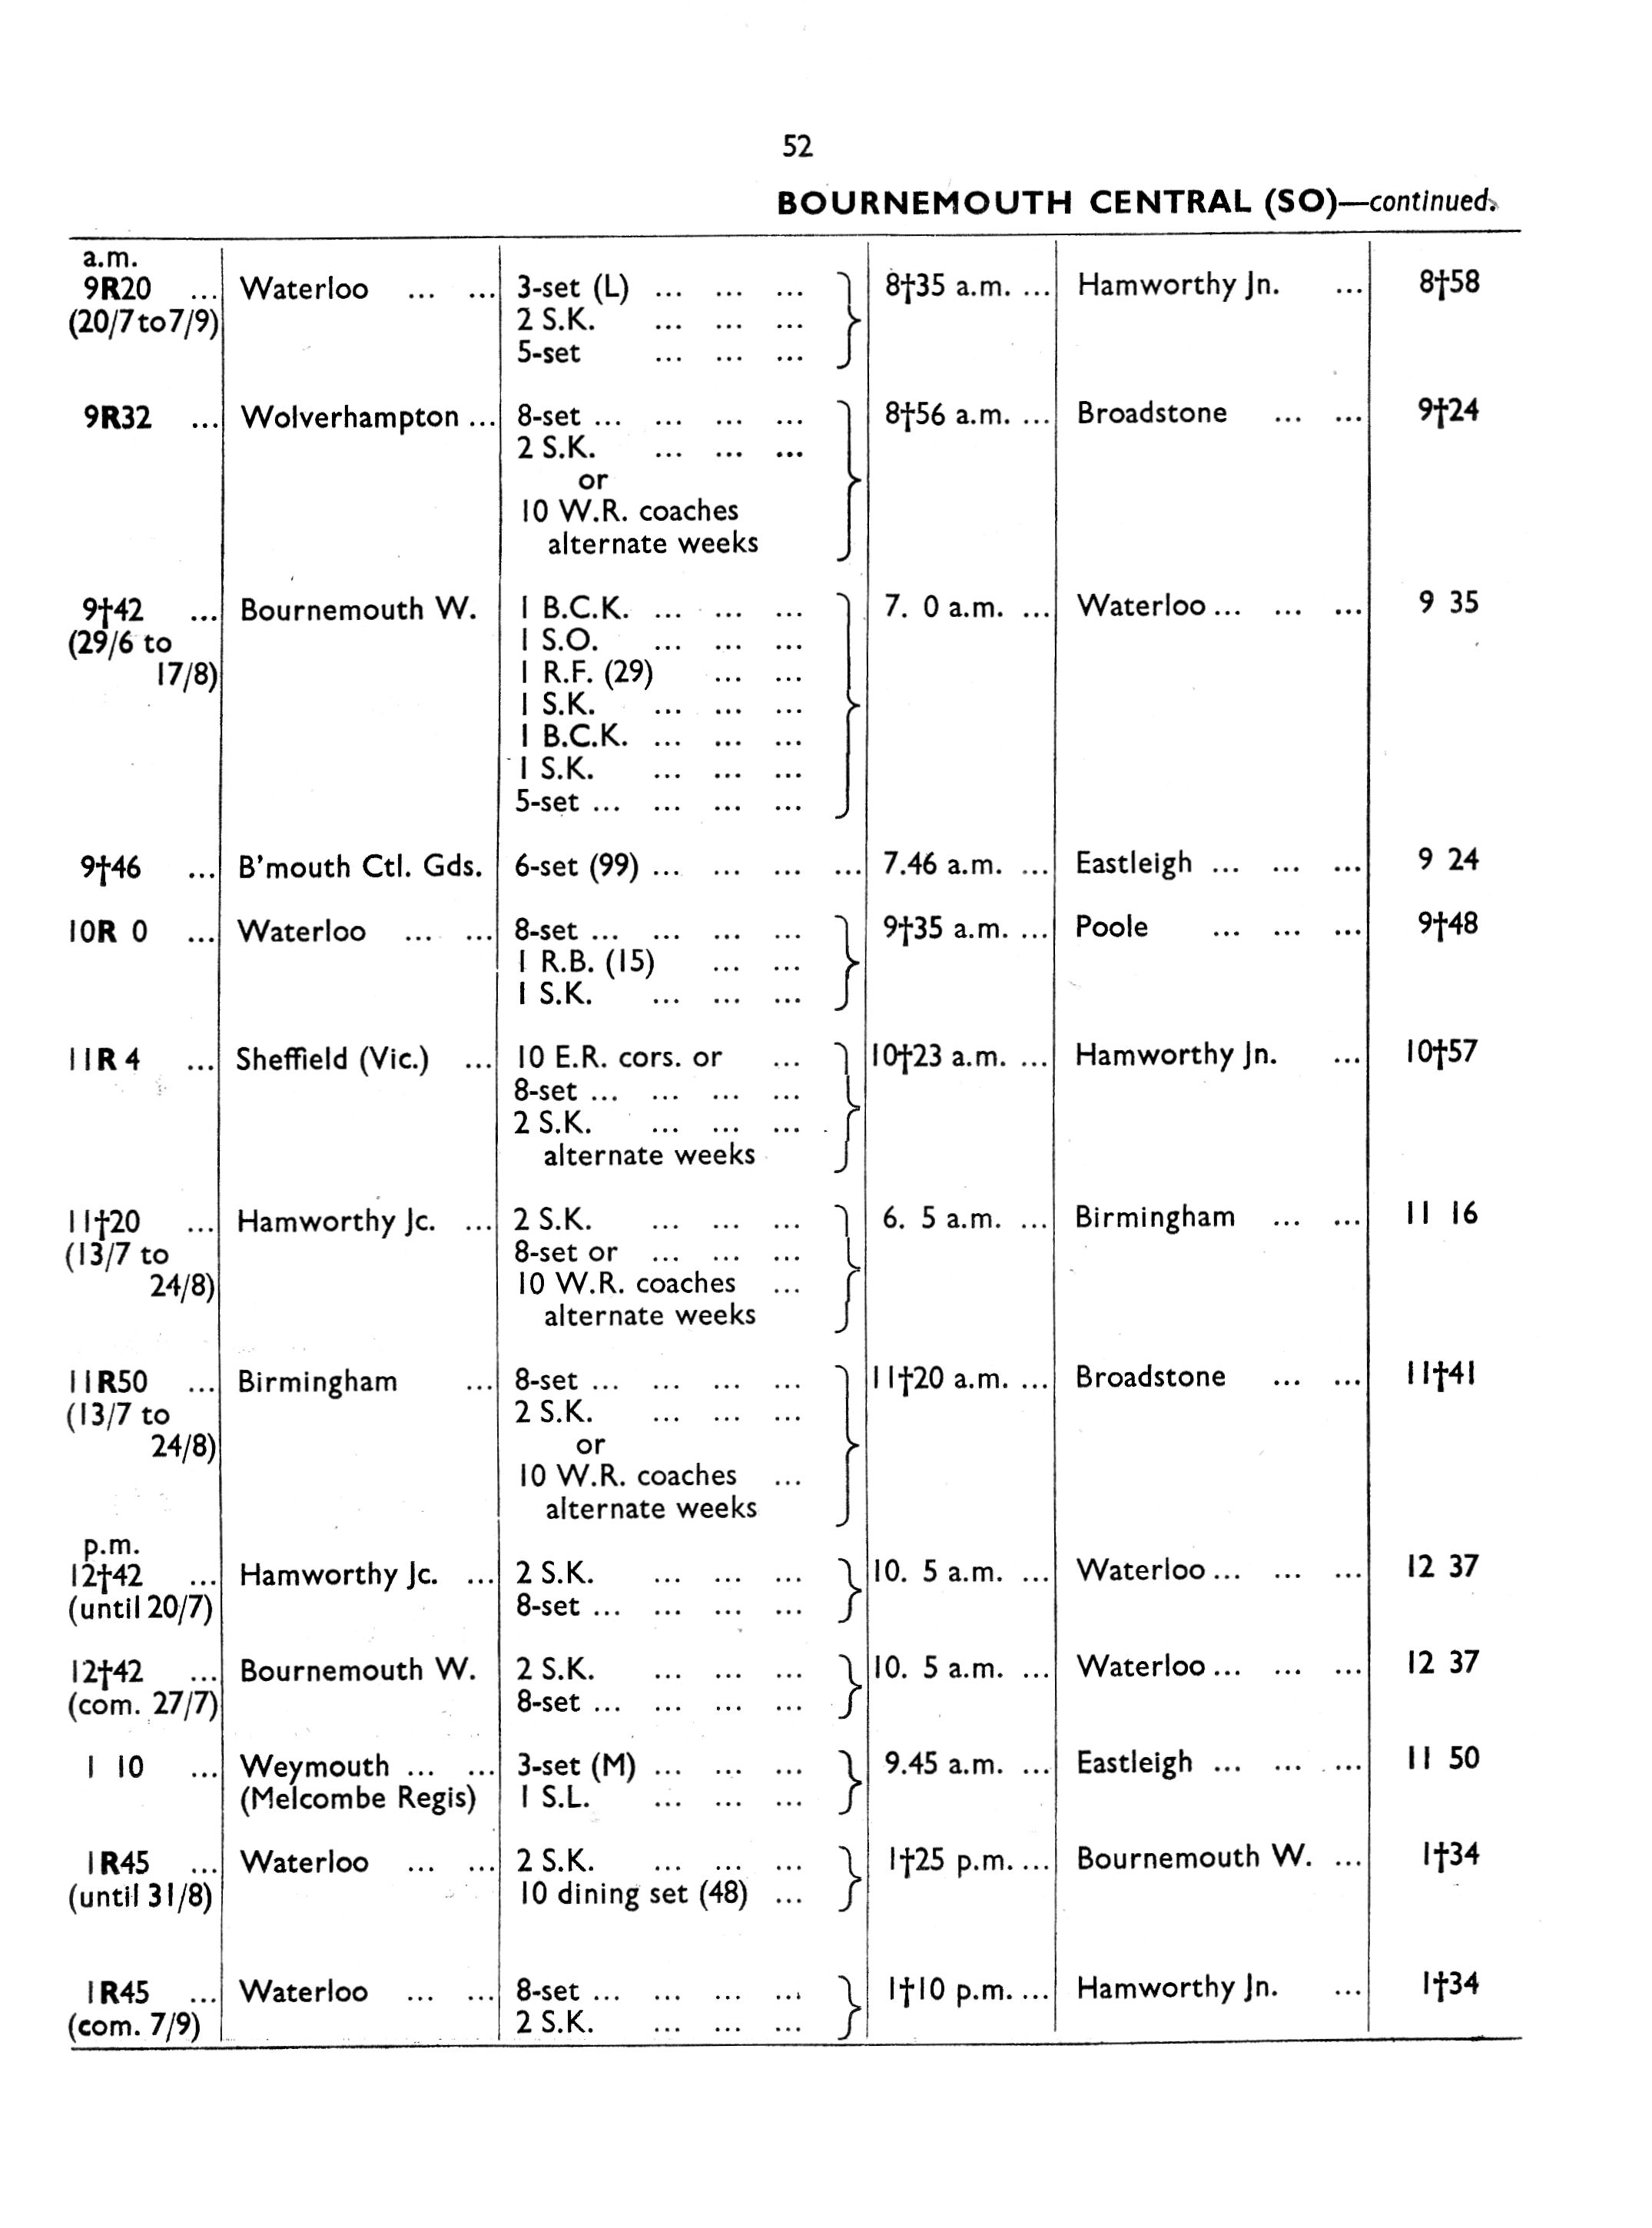 52
BOURNEMOUTH CENTRAL (SO)—continued.
a.m.
9R20 ... Waterloo ... ... 3-set (L) ... ... ... 8†35 a.m. ... Hamworthy Jn. ... 8†58
(20/7 to 7/9) 2 S.K. ... ... ...
5-set ... ... ...
9R32 ... Wolverhampton ... 8-set ... ... ... ... 8†56 a.m. ... Broadstone ... ... 9†24
2 S.K. ... ... ...
or
10 W.R. coaches
alternate weeks
9†42 ... Bournemouth W. 1 B.C.K. ... ... ... 7. 0 a.m. ... Waterloo ... ... ... 9 35
(29/6 to 1 S.O. ... ... ...
17/8) 1 R.F. (29) ... ...
1 S.K. ... ... ...
1 B.C.K. ... ... ...
1 S.K. ... ... ...
5-set ... ... ... ...
9†46 ... B'mouth Ctl. Gds. 6-set (99) ... ... ... ... 7.46 a.m. ... Eastleigh ... ... ... 9 24
10R 0 ... Waterloo ... ... 8-set ... ... ... ... 9†35 a.m. ... Poole ... ... ... 9†48
1 R.B. (15) ... ...
1 S.K. ... ... ...
11R 4 ... Sheffield (Vic.) ... 10 E.R. cors. or ... 10†23 a.m. ... Hamworthy Jn. ... 10†57
8-set ... ... ... ...
2 S.K. ... ... ...
alternate weeks
11†20 ... Hamworthy Jc. ... 2 S.K. ... ... ... 6. 5 a.m. ... Birmingham ... ... 11 16
(13/7 to 8-set or ... ... ...
24/8) 10 W.R. coaches ...
alternate weeks
11R50 ... Birmingham ... 8-set ... ... ... ... 11†20 a.m. ... Broadstone ... ... 11†41
(13/7 to 2 S.K. ... ... ...
24/8) or
10 W.R. coaches ...
alternate weeks
p.m.
12†42 ... Hamworthy Jc. ... 2 S.K. ... ... ... 10. 5 a.m. ... Waterloo ... ... ... 12 37
(until 20/7) 8-set ... ... ... ...
12†42 ... Bournemouth W. 2 S.K. ... ... ... 10. 5 a.m. ... Waterloo ... ... ... 12 37
(com. 27/7) 8-set ... ... ... ...
1 10 ... Weymouth ... ... 3-set (M) ... ... ... 9.45 a.m. ... Eastleigh ... ... ... 11 50
(Melcombe Regis) 1 S.L. ... ... ...
1R45 ... Waterloo ... ... 2 S.K. ... ... ... 1†25 p.m. ... Bournemouth W. ... 1†34
(until 31/8) 10 dining set (48) ...
1R45 ... Waterloo ... ... 8-set ... ... ... ... 1†10 p.m. ... Hamworthy Jn. ... 1†34
(com. 7/9) 2 S.K. ... ... ...